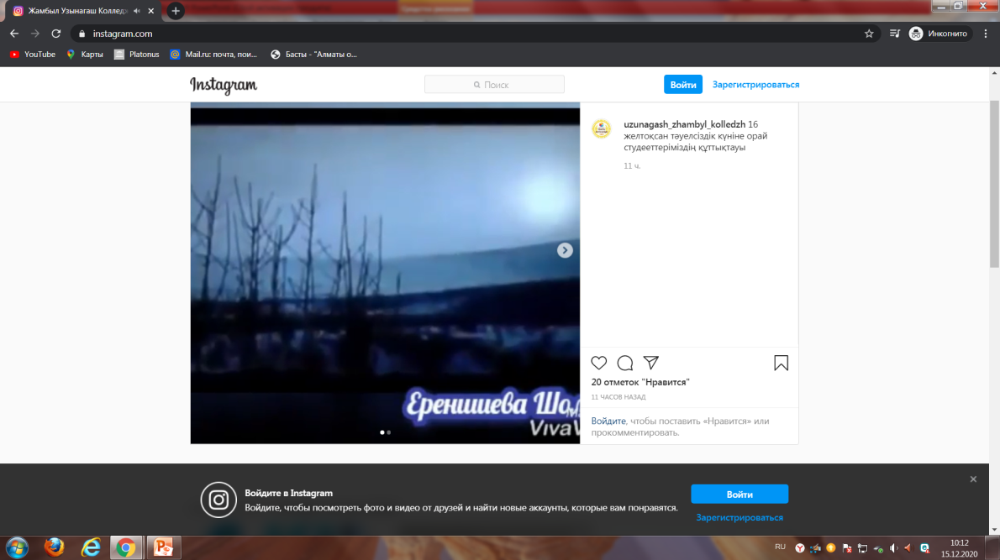 Жамбыл Узынагаш Колледж
instagram.com
Инкогнито
YouTube
Карты
Platonus
Mail.ru: почта, пои...
Басты - "Алматы о...
Instagram
Поиск
Войти
Зарегистрироваться
uzunagash_zhambyl_kolledzh 16
желтоқсан тәуелсіздік күніне орай
студееттеріміздің құттықтауы
11 ч.
Еренишева Шо
VivaV
20 отметок "Нравится"
11 ЧАСОВ НАЗАД
Войдите, чтобы поставить «Нравится» или
прокомментировать.
Войдите в Instagram
Войдите, чтобы посмотреть фото и видео от друзей и найти новые аккаунты, которые вам понравятся.
Войти
Зарегистрироваться
RU
10:12
15.12.2020